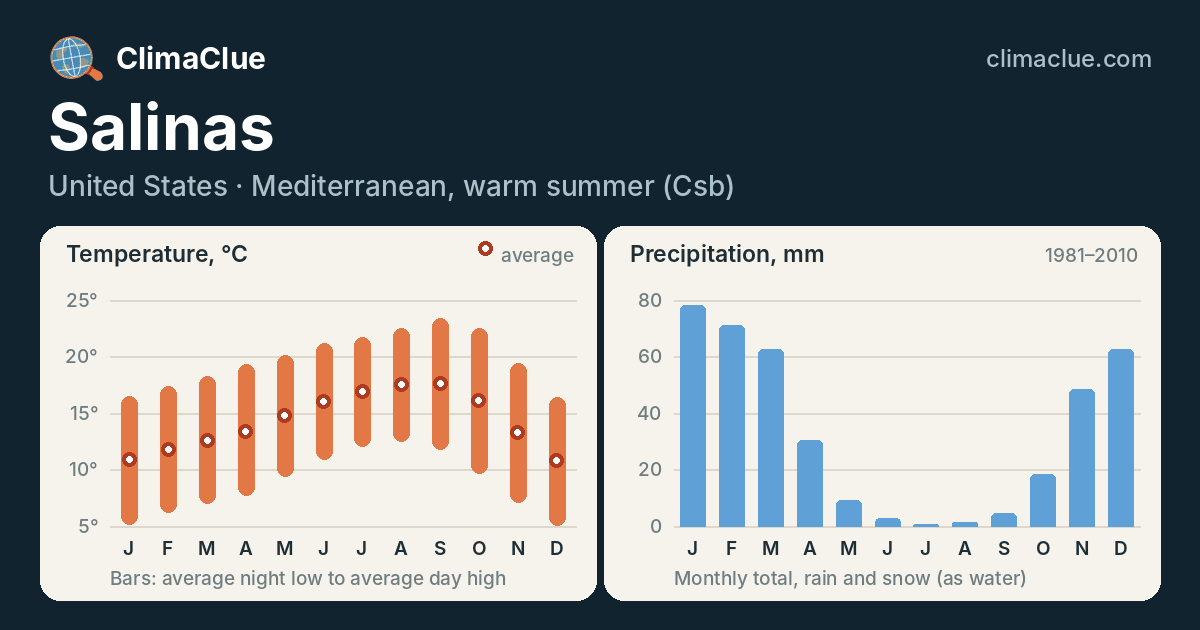 ClimaClue
climaclue.com
Salinas
United States · Mediterranean, warm summer (Csb)
Temperature, °C
average
25°
20°
15°
10°
5°
J F M A M J J A S O N D
Bars: average night low to average day high
Precipitation, mm
1981–2010
80
60
40
20
0
J F M A M J J A S O N D
Monthly total, rain and snow (as water)